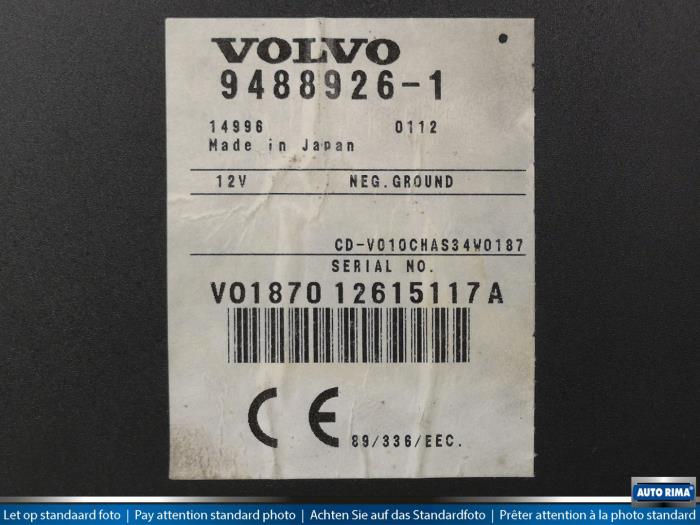 VOLVO
9488926-1
14996 0112
Made in Japan
12V NEG.GROUND
CD-V010CHAS34W0187
SERIAL NO.
V01870 12615117A
CE 89/336/EEC.
AUTO RIMA
Let op standaard foto | Pay attention standard photo | Achten Sie auf das Standardfoto | Prêter attention à la photo standard